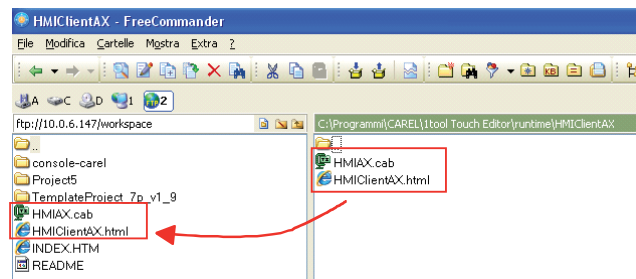 HMIClientAX - FreeCommander
File Modifica Cartelle Mostra Extra ?
A C D 1 2
ftp://10.0.6.147/workspace
C:\Programmi\CAREL\1tool Touch Editor\runtime\HMIClientAX
..
console-carel
Project5
TemplateProject_7p_v1_9
HMIAX.cab
HMIClientAX.html
INDEX.HTM
README
HMIAX.cab
HMIClientAX.html